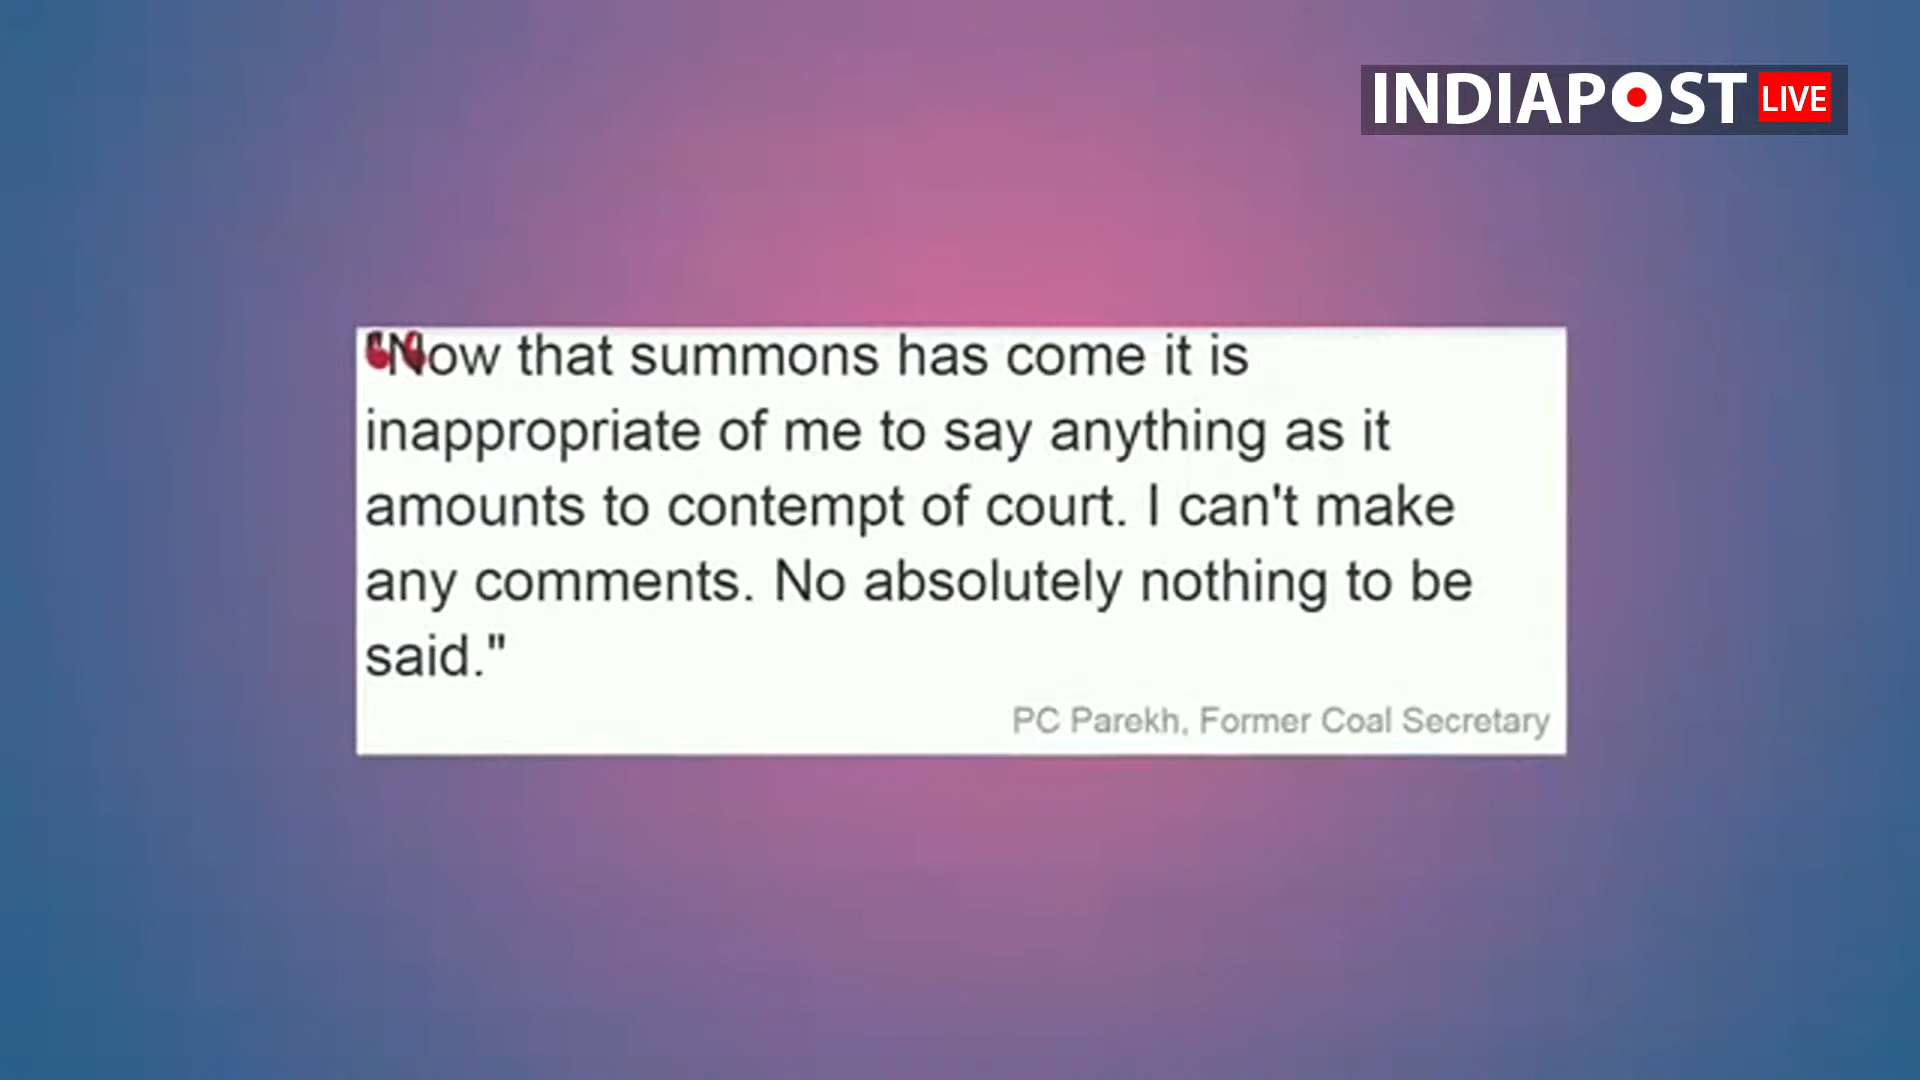 INDIAPOST LIVE
"Now that summons has come it is
inappropriate of me to say anything as it
amounts to contempt of court. I can't make
any comments. No absolutely nothing to be
said."
PC Parekh, Former Coal Secretary